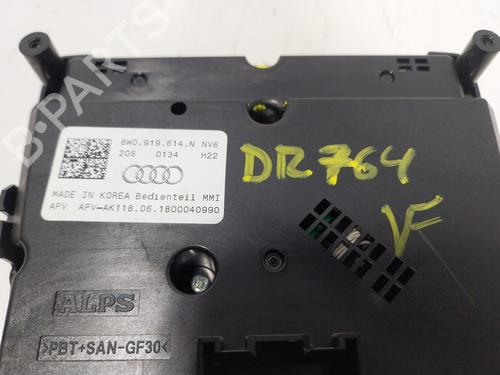 8W0.919.614.N NV6
20S 0134 H22
MADE IN KOREA Bedienteil MMI
APV APV-AK118.06.1800040990
DR764
V
ALPS
>PBT+SAN-GF30<
B-PARTS